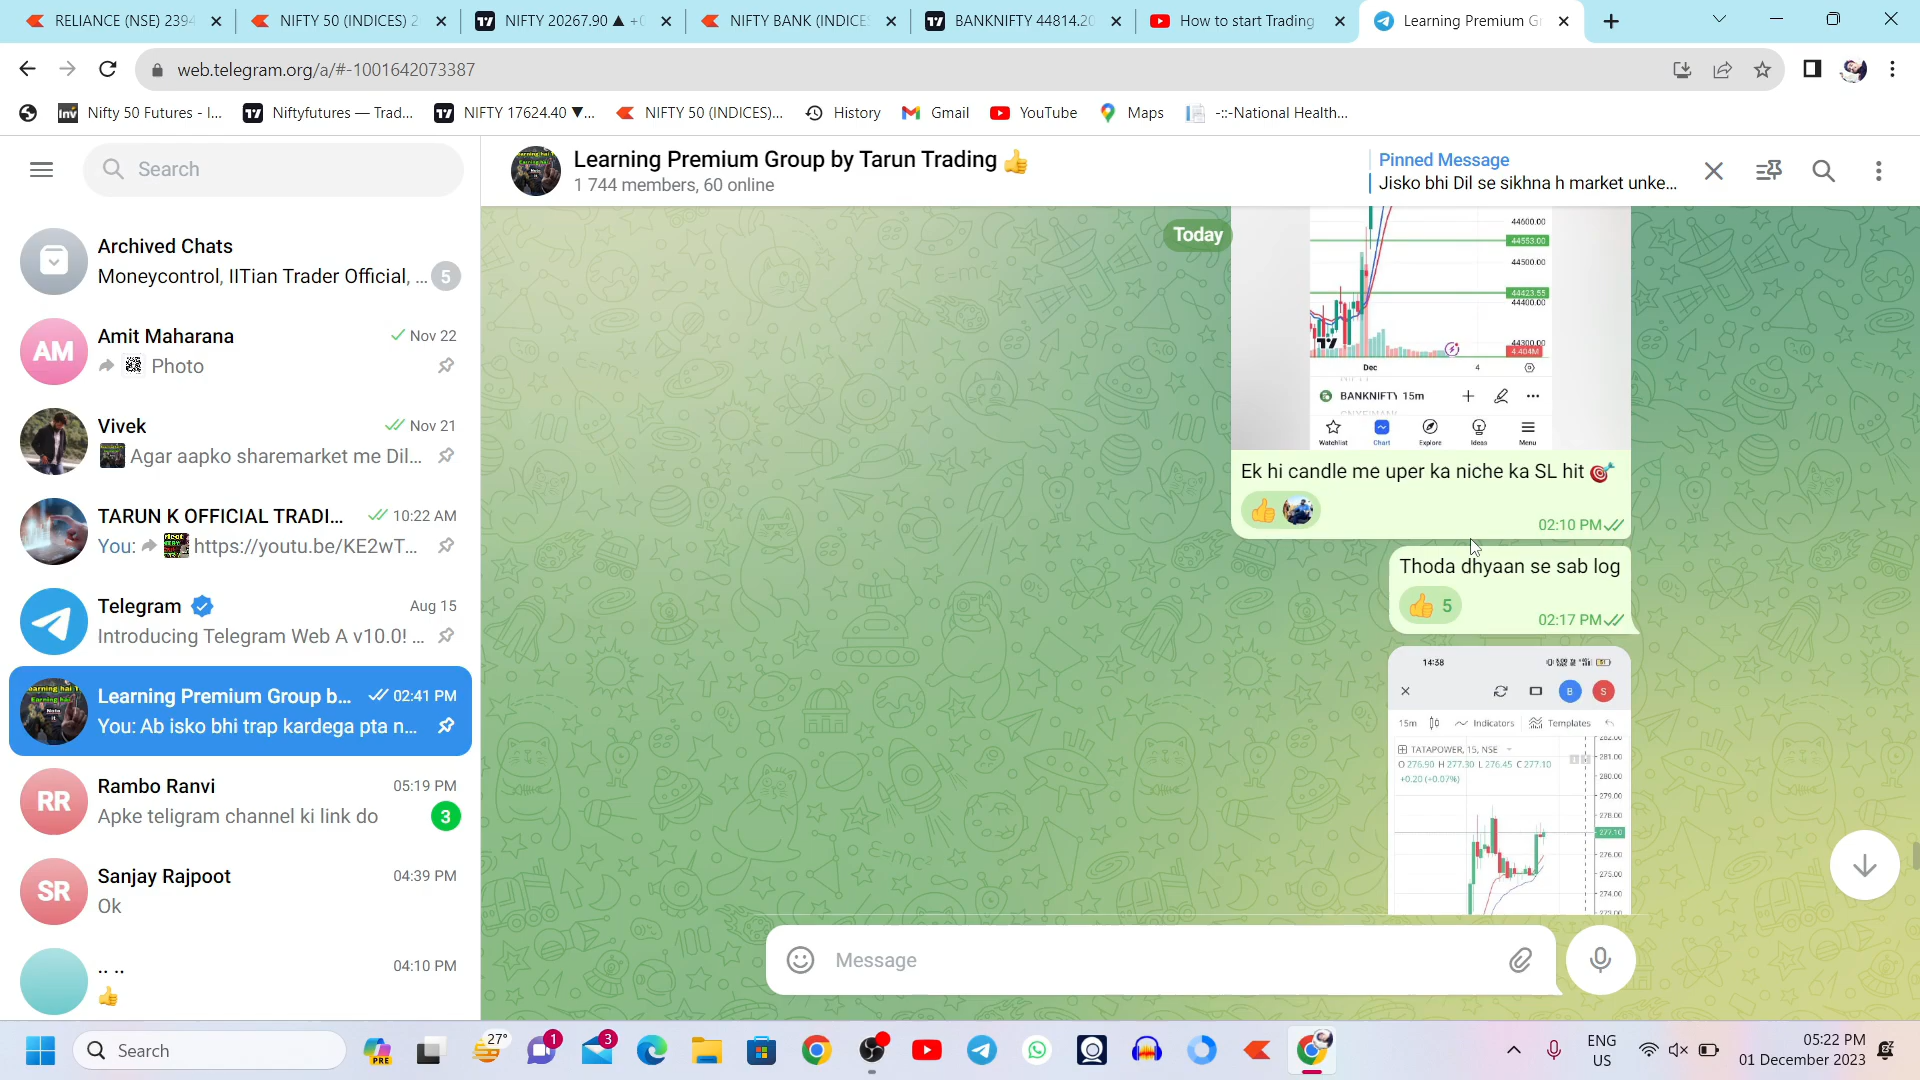 RELIANCE (NSE) 2394
NIFTY 50 (INDICES) 2
NIFTY 20267.90 ▲ +0
NIFTY BANK (INDICES
BANKNIFTY 44814.20
How to start Trading
Learning Premium Gr
web.telegram.org/a/#-1001642073387
Nifty 50 Futures - I...
Niftyfutures — Trad...
NIFTY 17624.40 ▼...
NIFTY 50 (INDICES)...
History
Gmail
YouTube
Maps
-::-National Health...
Search
Learning Premium Group by Tarun Trading 👍
1 744 members, 60 online
Pinned Message
Jisko bhi Dil se sikhna h market unke...
Archived Chats
Moneycontrol, IITian Trader Official, ...
5
Amit Maharana
Nov 22
Photo
AM
Vivek
Nov 21
Agar aapko sharemarket me Dil...
TARUN K OFFICIAL TRADI...
10:22 AM
You: https://youtu.be/KE2wT...
Telegram
Aug 15
Introducing Telegram Web A v10.0! ...
Learning Premium Group b...
02:41 PM
You: Ab isko bhi trap kardega pta n...
RR
Rambo Ranvi
05:19 PM
Apke teligram channel ki link do
3
SR
Sanjay Rajpoot
04:39 PM
Ok
.. ..
04:10 PM
👍
Today
44600.00
44553.00
44500.00
44423.55
44400.00
44300.00
4.404M
Dec
4
BANKNIFTY 15m
Watchlist
Chart
Explore
Ideas
Menu
Ek hi candle me uper ka niche ka SL hit 🎯
02:10 PM
Thoda dhyaan se sab log
👍 5
02:17 PM
14:38
B
S
15m
Indicators
Templates
TATAPOWER, 15, NSE
O 276.90 H 277.30 L 276.45 C 277.10
+0.20 (+0.07%)
282.00
281.00
280.00
279.00
278.00
277.10
276.00
275.00
274.00
273.00
Message
Search
PRE
27°
1
3
ENG
US
05:22 PM
01 December 2023